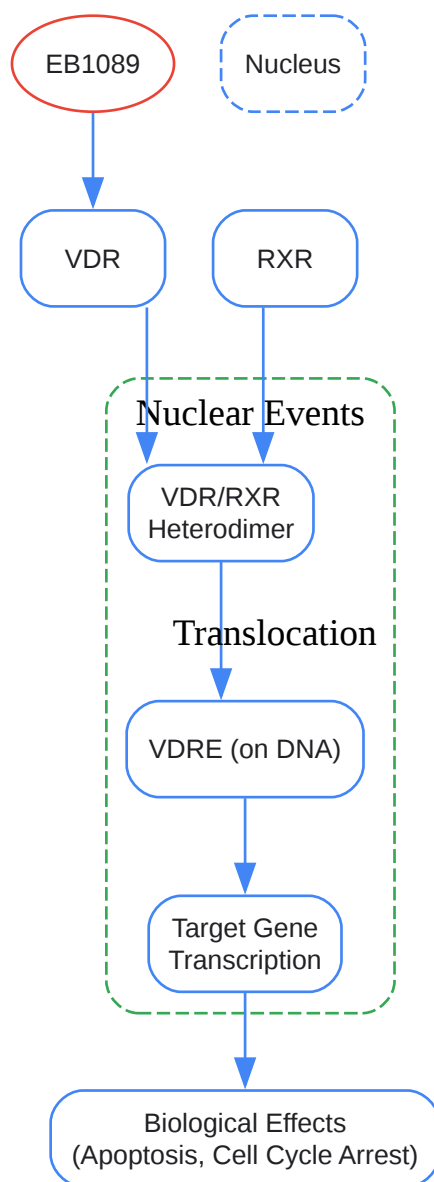 EB1089
Nucleus
VDR
RXR
Nuclear Events
VDR/RXR
Heterodimer
Translocation
VDRE (on DNA)
Target Gene
Transcription
Biological Effects
(Apoptosis, Cell Cycle Arrest)